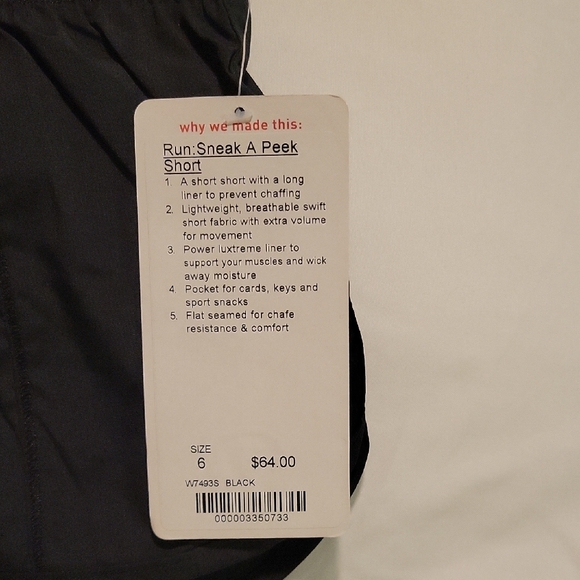 why we made this:
Run:Sneak A Peek
Short
1. A short short with a long
liner to prevent chaffing
2. Lightweight, breathable swift
short fabric with extra volume
for movement
3. Power luxtreme liner to
support your muscles and wick
away moisture
4. Pocket for cards, keys and
sport snacks
5. Flat seamed for chafe
resistance & comfort
SIZE
6 $64.00
W7493S BLACK
000003350733